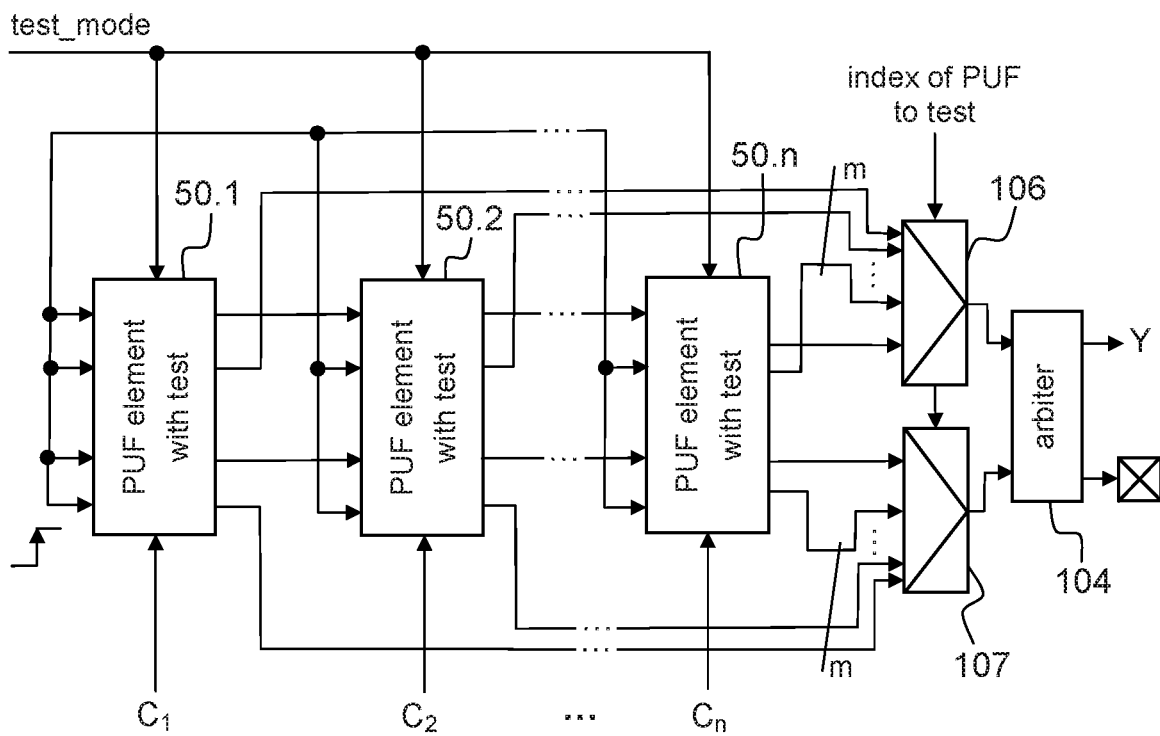 test_mode
index of PUF
to test
50.n
m
50.1
106
50.2
PUF element
with test
PUF element
with test
PUF element
with test
Y
arbiter
104
m
107
C1
C2
...
Cn